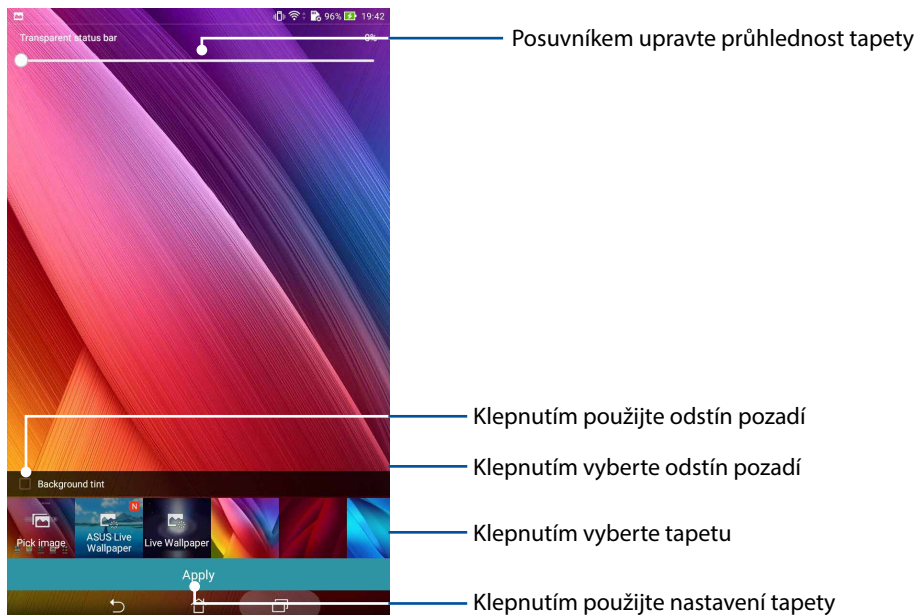 96% 19:42
Transparent status bar 0%
Posuvníkem upravte průhlednost tapety
Klepnutím použijte odstín pozadí
Klepnutím vyberte odstín pozadí
Background tint
N
Pick image
ASUS Live
Wallpaper
Live Wallpaper
Klepnutím vyberte tapetu
Apply
Klepnutím použijte nastavení tapety